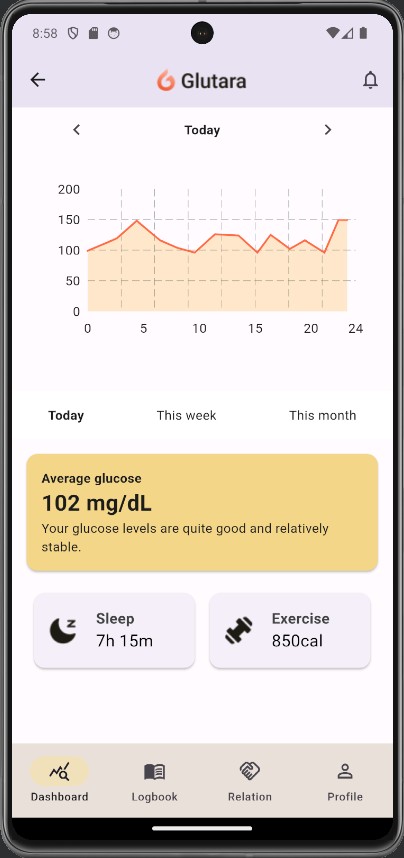 8:58
Glutara
Today
200
150
100
50
0
0 5 10 15 20 24
Today This week This month
Average glucose
102 mg/dL
Your glucose levels are quite good and relatively
stable.
Sleep
7h 15m
Exercise
850cal
Dashboard Logbook Relation Profile